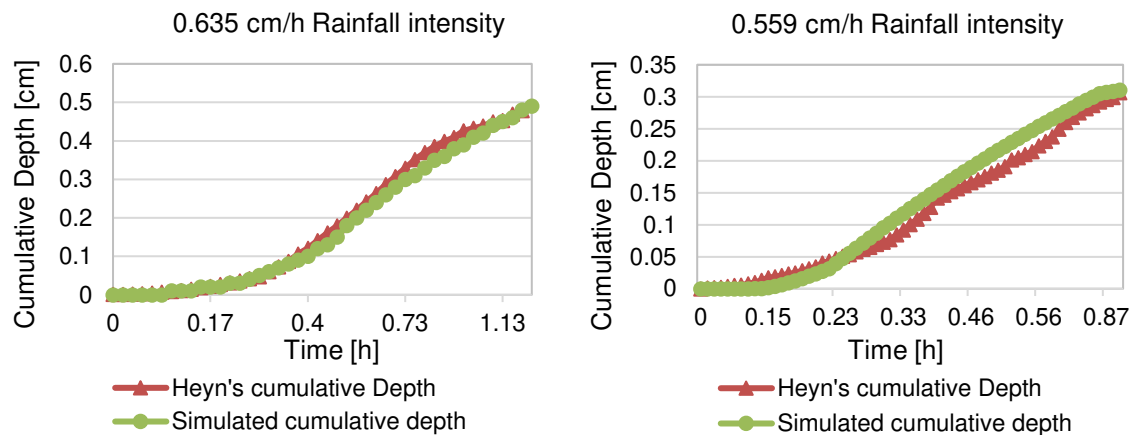 0.635 cm/h Rainfall intensity
Cumulative Depth [cm]
0.6
0.5
0.4
0.3
0.2
0.1
0
0 0.17 0.4 0.73 1.13
Time [h]
Heyn's cumulative Depth
Simulated cumulative depth
0.559 cm/h Rainfall intensity
Cumulative Depth [cm]
0.35
0.3
0.25
0.2
0.15
0.1
0.05
0
0 0.15 0.23 0.33 0.46 0.56 0.87
Time [h]
Heyn's cumulative Depth
Simulated cumulative depth